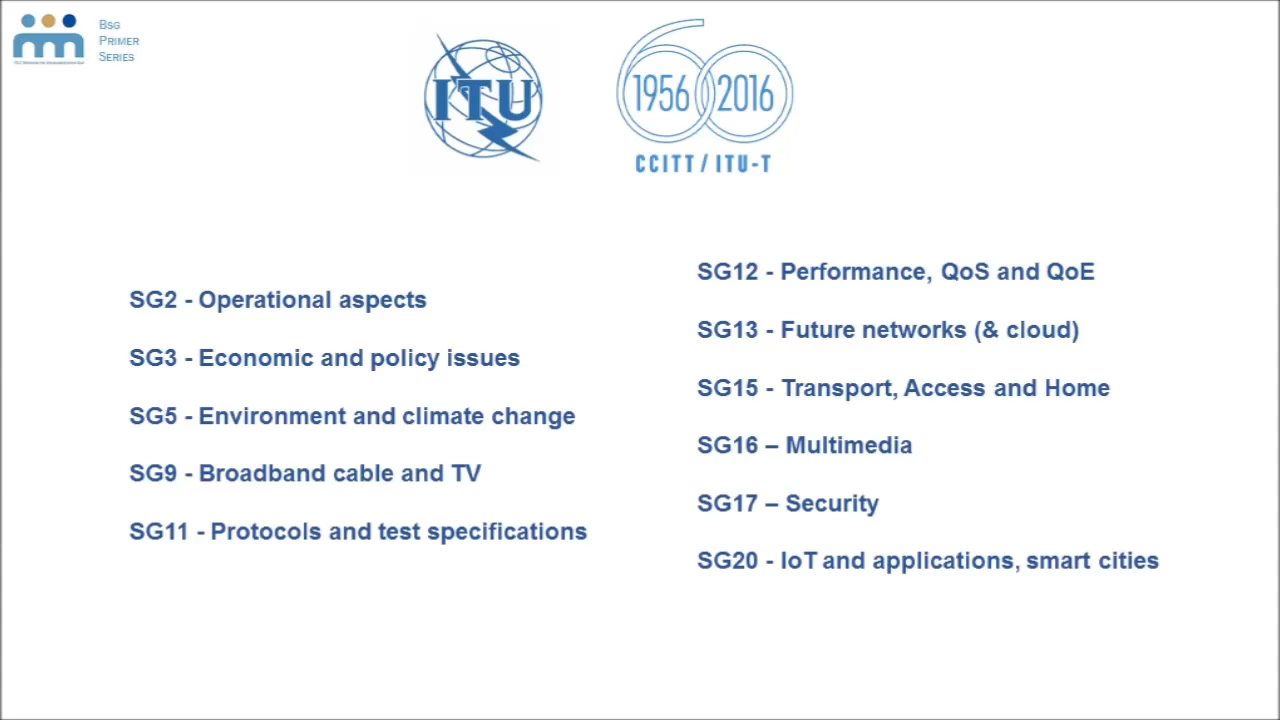 BSG
PRIMER
SERIES
ITU
1956 2016
CCITT / ITU-T
SG2 - Operational aspects
SG3 - Economic and policy issues
SG5 - Environment and climate change
SG9 - Broadband cable and TV
SG11 - Protocols and test specifications
SG12 - Performance, QoS and QoE
SG13 - Future networks (& cloud)
SG15 - Transport, Access and Home
SG16 – Multimedia
SG17 – Security
SG20 - IoT and applications, smart cities